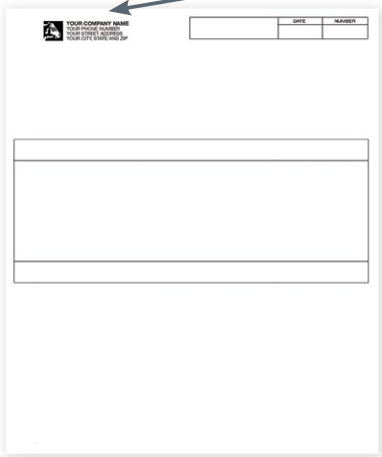 YOUR COMPANY NAME
YOUR PHONE NUMBER
YOUR STREET ADDRESS
YOUR CITY, STATE AND ZIP
DATE NUMBER